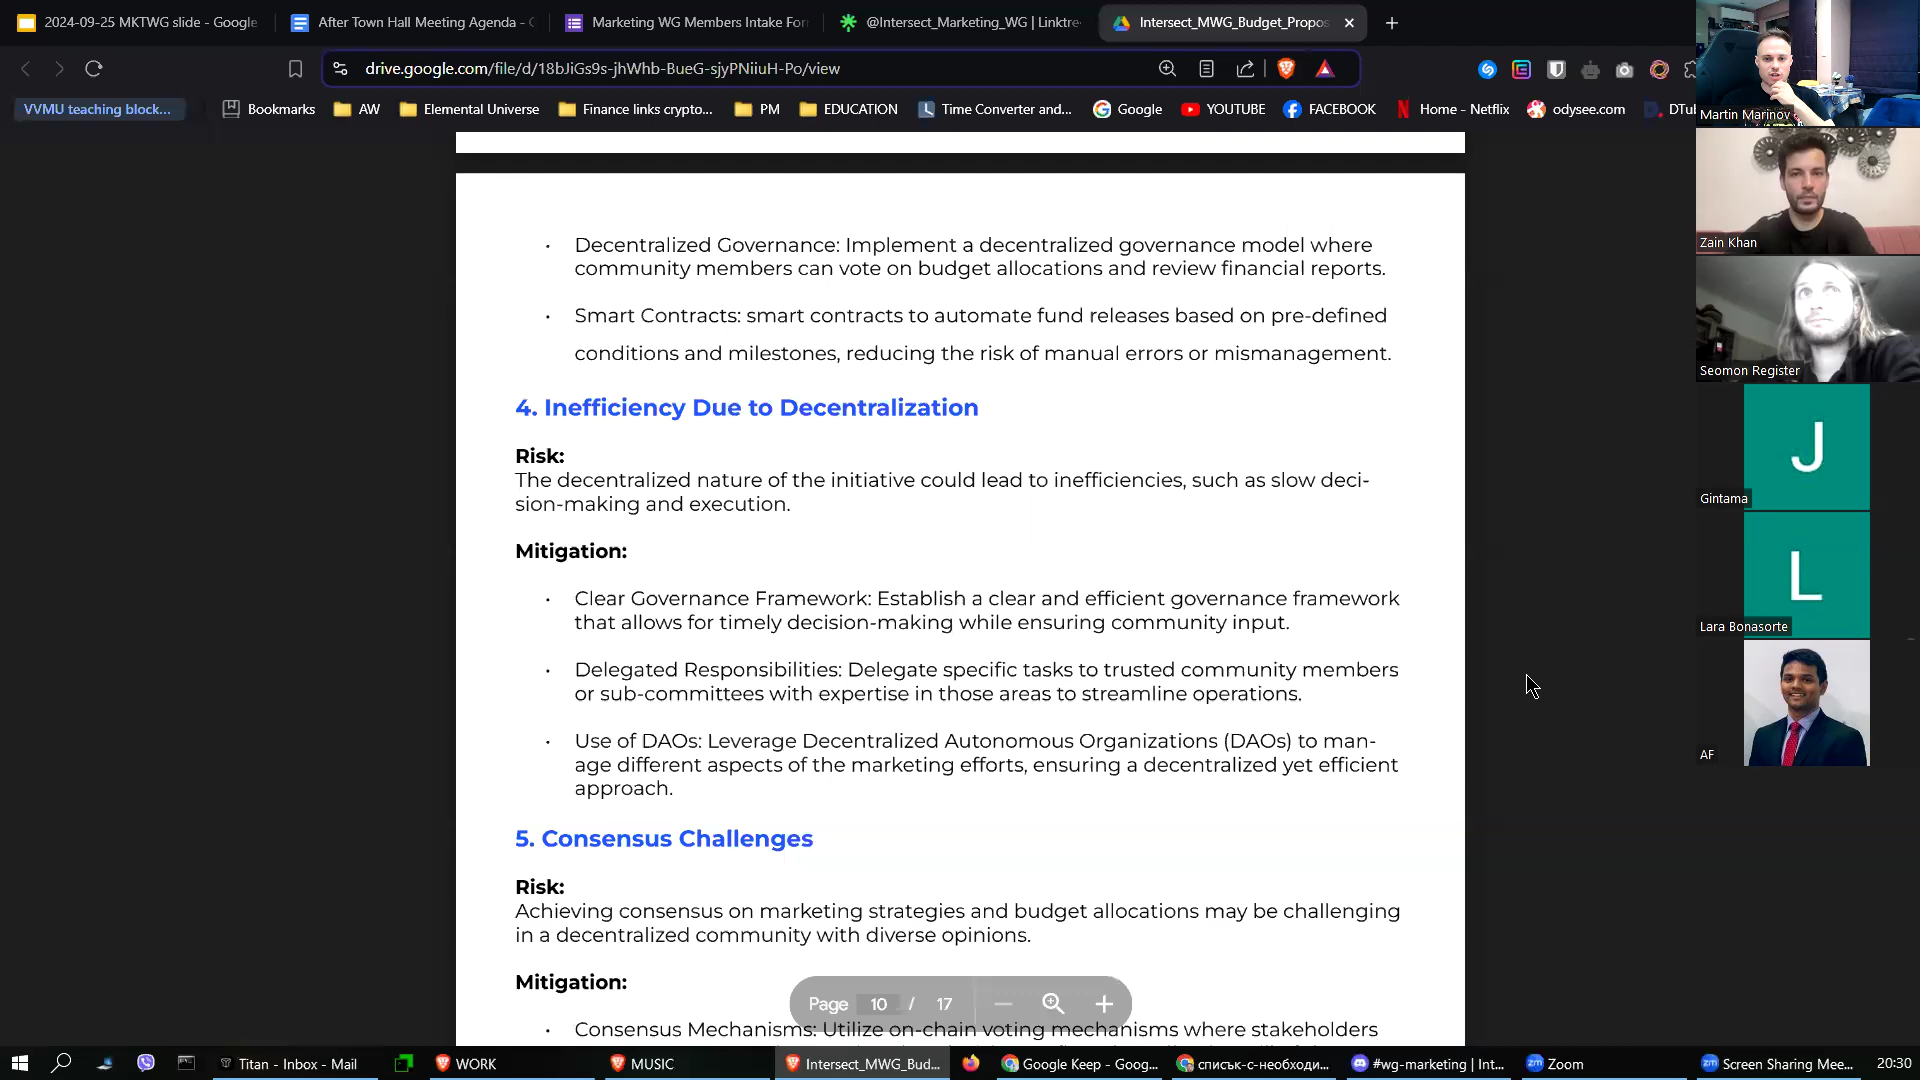 2024-09-25 MKTWG slide - Google
After Town Hall Meeting Agenda -
Marketing WG Members Intake For
@Intersect_Marketing_WG | Linktre
Intersect_MWG_Budget_Propos
drive.google.com/file/d/18bJiGs9s-jhWhb-BueG-sjyPNiiuH-Po/view
VVMU teaching block...
Bookmarks
AW
Elemental Universe
Finance links crypto...
PM
EDUCATION
Time Converter and...
Google
YOUTUBE
FACEBOOK
Home - Netflix
odysee.com
DTu
Martin Marinov
Zain Khan
Seomon Register
J
Gintama
L
Lara Bonasorte
AF
• Decentralized Governance: Implement a decentralized governance model where
community members can vote on budget allocations and review financial reports.
• Smart Contracts: smart contracts to automate fund releases based on pre-defined
conditions and milestones, reducing the risk of manual errors or mismanagement.
4. Inefficiency Due to Decentralization
Risk:
The decentralized nature of the initiative could lead to inefficiencies, such as slow deci-
sion-making and execution.
Mitigation:
• Clear Governance Framework: Establish a clear and efficient governance framework
that allows for timely decision-making while ensuring community input.
• Delegated Responsibilities: Delegate specific tasks to trusted community members
or sub-committees with expertise in those areas to streamline operations.
• Use of DAOs: Leverage Decentralized Autonomous Organizations (DAOs) to man-
age different aspects of the marketing efforts, ensuring a decentralized yet efficient
approach.
5. Consensus Challenges
Risk:
Achieving consensus on marketing strategies and budget allocations may be challenging
in a decentralized community with diverse opinions.
Mitigation:
Page 10 / 17
• Consensus Mechanisms: Utilize on-chain voting mechanisms where stakeholders
Titan - Inbox - Mail
WORK
MUSIC
Intersect_MWG_Bud...
Google Keep - Goog...
списък-с-необходи...
#wg-marketing | Int...
zm Zoom
zm Screen Sharing Mee...
20:30